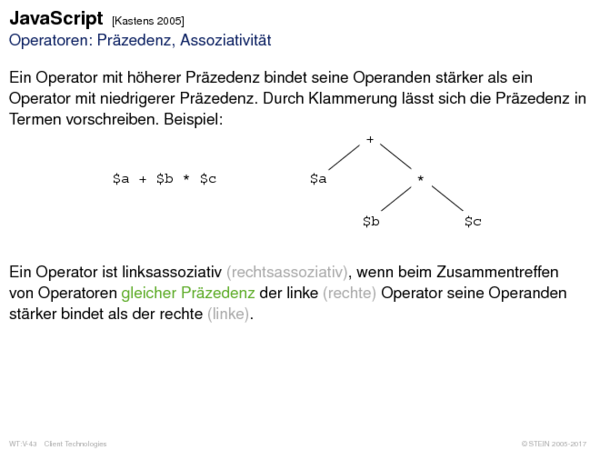 JavaScript [Kastens 2005]
Operatoren: Präzedenz, Assoziativität
Ein Operator mit höherer Präzedenz bindet seine Operanden stärker als ein
Operator mit niedrigerer Präzedenz. Durch Klammerung lässt sich die Präzedenz in
Termen vorschreiben. Beispiel:
+
$a + $b * $c
$a
*
$b
$c
Ein Operator ist linksassoziativ (rechtsassoziativ), wenn beim Zusammentreffen
von Operatoren gleicher Präzedenz der linke (rechte) Operator seine Operanden
stärker bindet als der rechte (linke).
WT:V-43 Client Technologies
© STEIN 2005-2017